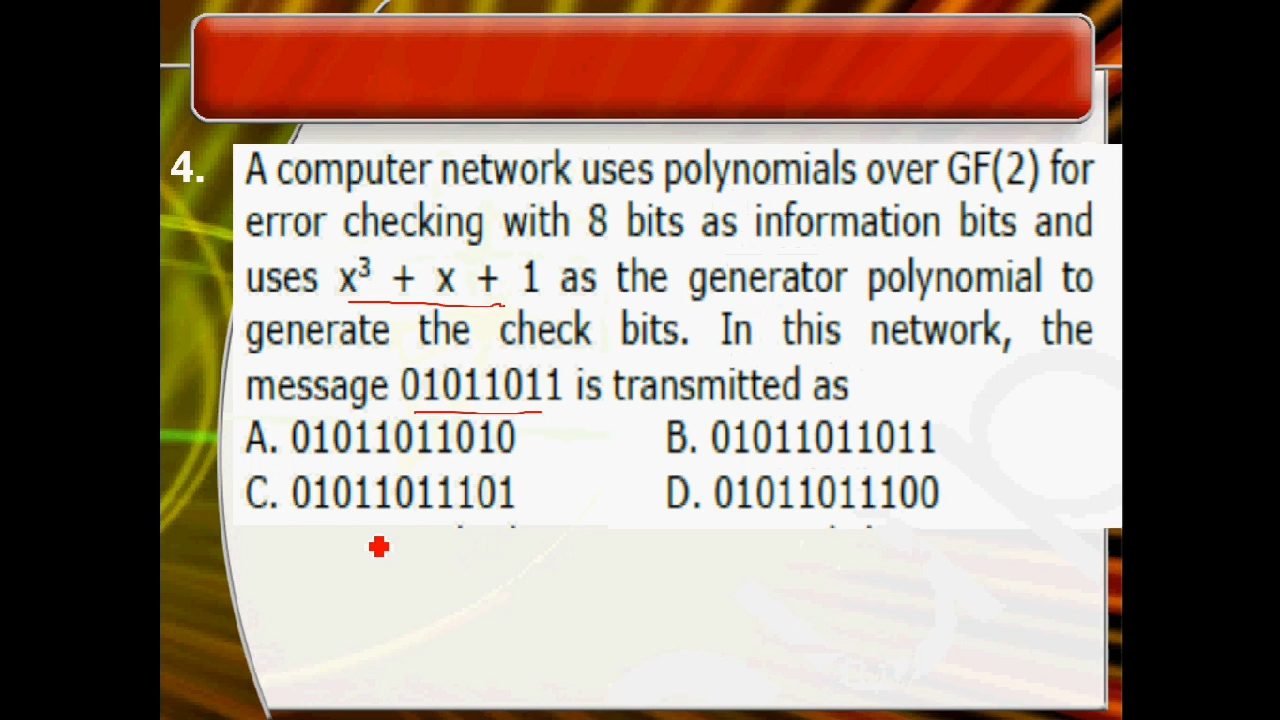 4.
A computer network uses polynomials over GF(2) for
error checking with 8 bits as information bits and
uses x³ + x + 1 as the generator polynomial to
generate the check bits. In this network, the
message 01011011 is transmitted as
A. 01011011010 B. 01011011011
C. 01011011101 D. 01011011100